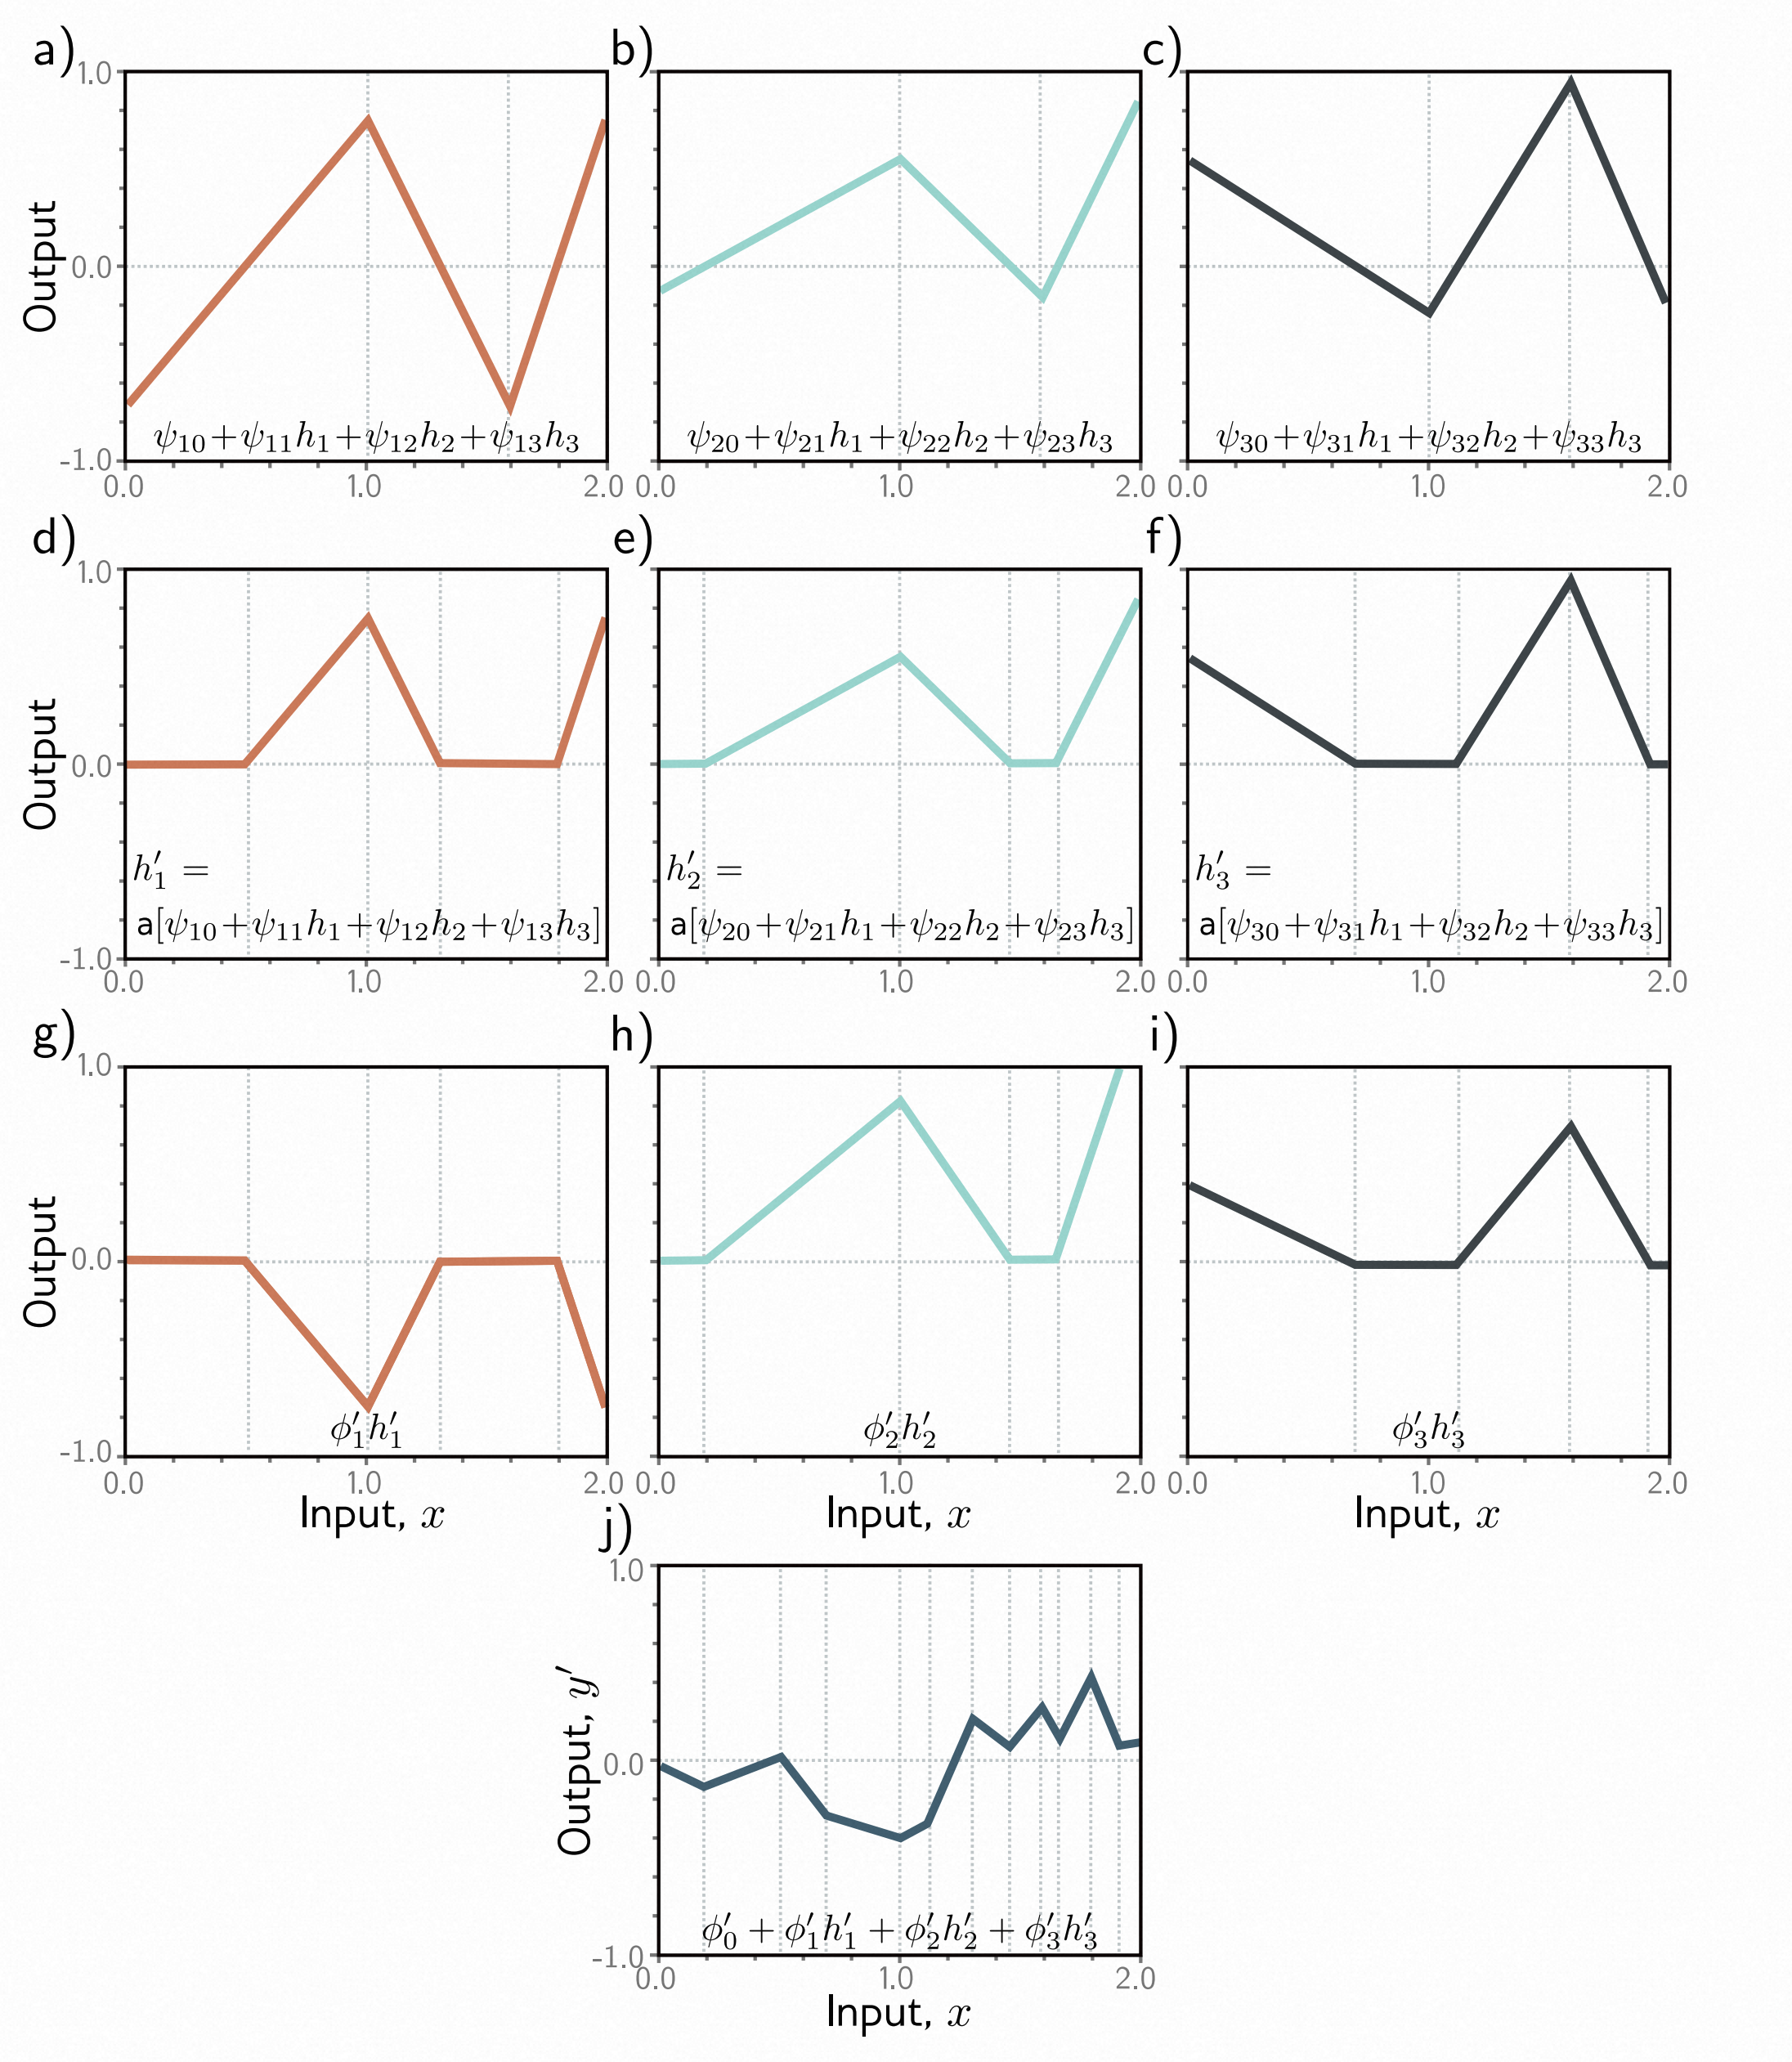 a) b) c)
1.0
Output
0.0
-1.0
ψ₁₀+ψ₁₁h₁+ψ₁₂h₂+ψ₁₃h₃ ψ₂₀+ψ₂₁h₁+ψ₂₂h₂+ψ₂₃h₃ ψ₃₀+ψ₃₁h₁+ψ₃₂h₂+ψ₃₃h₃
0.0 1.0 2.0 0.0 1.0 2.0 0.0 1.0 2.0
d) e) f)
1.0
Output
0.0
h′₁ = h′₂ = h′₃ =
a[ψ₁₀+ψ₁₁h₁+ψ₁₂h₂+ψ₁₃h₃] a[ψ₂₀+ψ₂₁h₁+ψ₂₂h₂+ψ₂₃h₃] a[ψ₃₀+ψ₃₁h₁+ψ₃₂h₂+ψ₃₃h₃]
-1.0
0.0 1.0 2.0 0.0 1.0 2.0 0.0 1.0 2.0
g) h) i)
1.0
Output
0.0
ϕ′₁h′₁ ϕ′₂h′₂ ϕ′₃h′₃
-1.0
0.0 1.0 2.0 0.0 1.0 2.0 0.0 1.0 2.0
Input, x Input, x Input, x
j)
1.0
Output, y′
0.0
ϕ′₀ + ϕ′₁h′₁ + ϕ′₂h′₂ + ϕ′₃h′₃
-1.0
0.0 1.0 2.0
Input, x